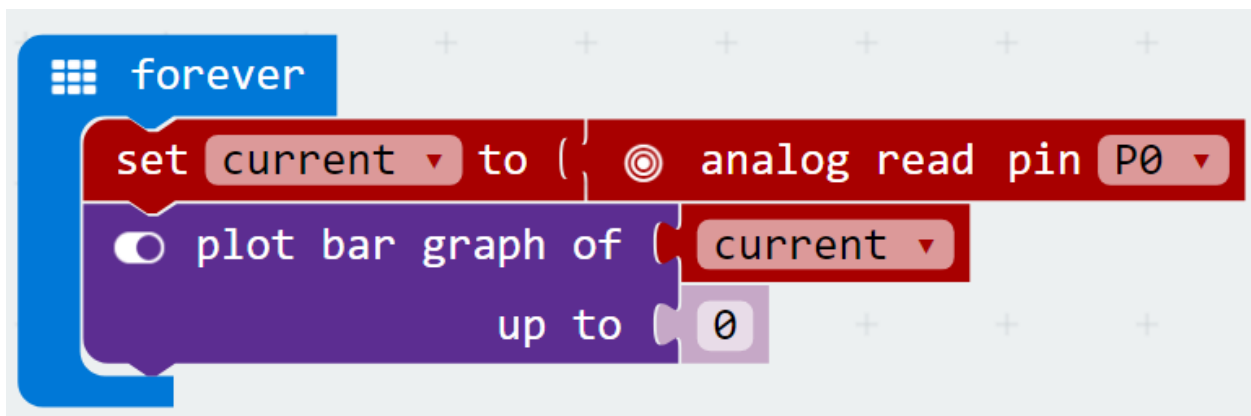 forever
set current to ( analog read pin P0
plot bar graph of current
up to 0